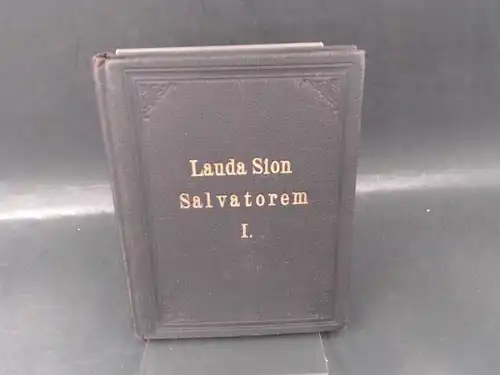 Lauda Sion
Salvatorem
I.